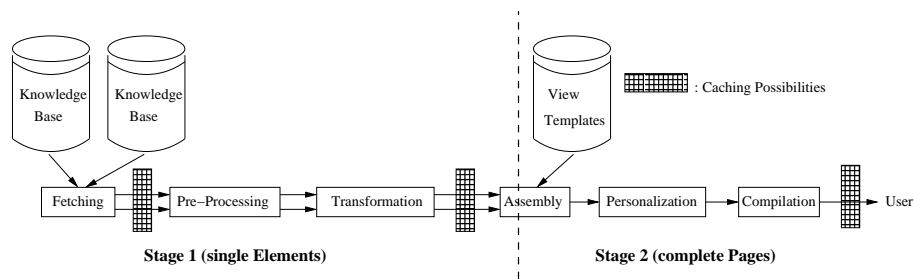 Knowledge
Base
Knowledge
Base
View
Templates
: Caching Possibilities
Fetching
Pre-Processing
Transformation
Assembly
Personalization
Compilation
User
Stage 1 (single Elements)
Stage 2 (complete Pages)